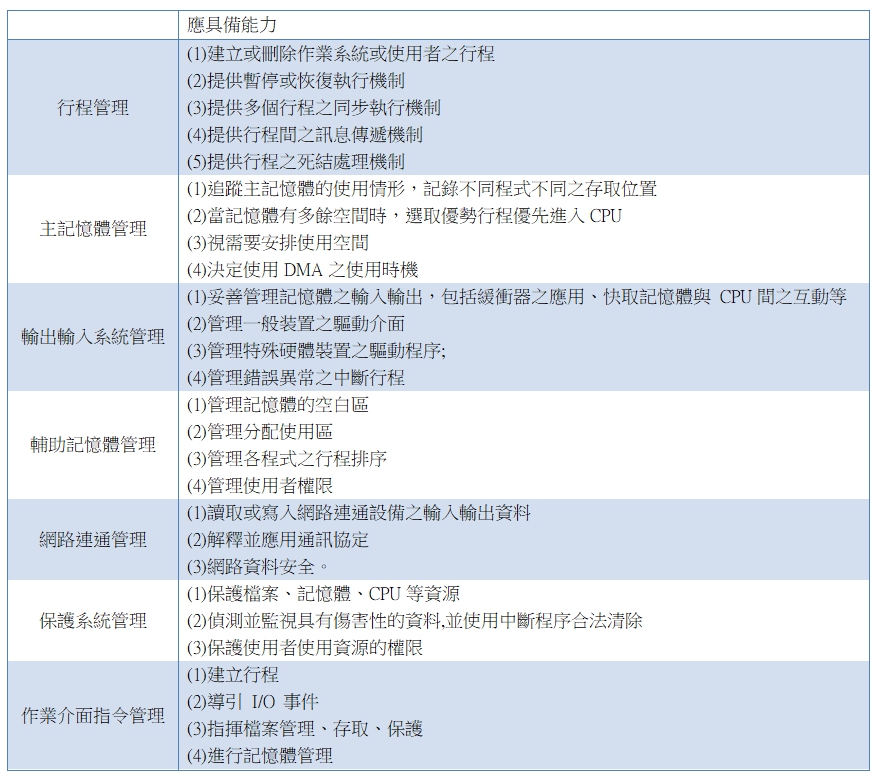 應具備能力
行程管理
(1)建立或刪除作業系統或使用者之行程
(2)提供暫停或恢復執行機制
(3)提供多個行程之同步執行機制
(4)提供行程間之訊息傳遞機制
(5)提供行程之死結處理機制
主記憶體管理
(1)追蹤主記憶體的使用情形，記錄不同程式不同之存取位置
(2)當記憶體有多餘空間時，選取優勢行程優先進入 CPU
(3)視需要安排使用空間
(4)決定使用 DMA 之使用時機
輸出輸入系統管理
(1)妥善管理記憶體之輸入輸出，包括緩衝器之應用、快取記憶體與 CPU 間之互動等
(2)管理一般裝置之驅動介面
(3)管理特殊硬體裝置之驅動程序;
(4)管理錯誤異常之中斷行程
輔助記憶體管理
(1)管理記憶體的空白區
(2)管理分配使用區
(3)管理各程式之行程排序
(4)管理使用者權限
網路連通管理
(1)讀取或寫入網路連通設備之輸入輸出資料
(2)解釋並應用通訊協定
(3)網路資料安全。
保護系統管理
(1)保護檔案、記憶體、CPU 等資源
(2)偵測並監視具有傷害性的資料,並使用中斷程序合法清除
(3)保護使用者使用資源的權限
作業介面指令管理
(1)建立行程
(2)導引 I/O 事件
(3)指揮檔案管理、存取、保護
(4)進行記憶體管理